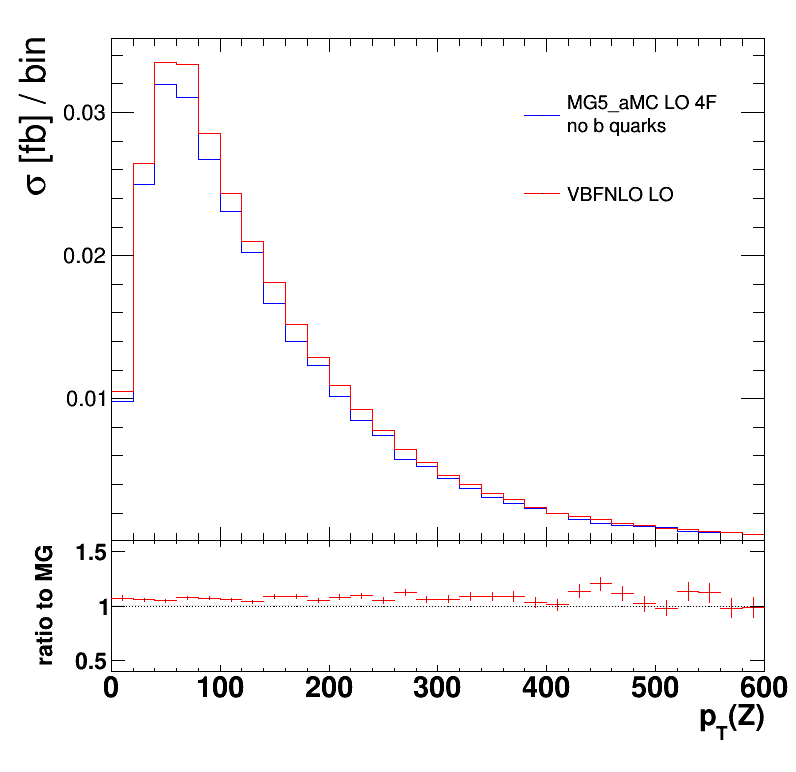 σ [fb] / bin
0.03
0.02
0.01
MG5_aMC LO 4F
no b quarks
VBFNLO LO
ratio to MG
1.5
1
0.5
0 100 200 300 400 500 600
p_T(Z)